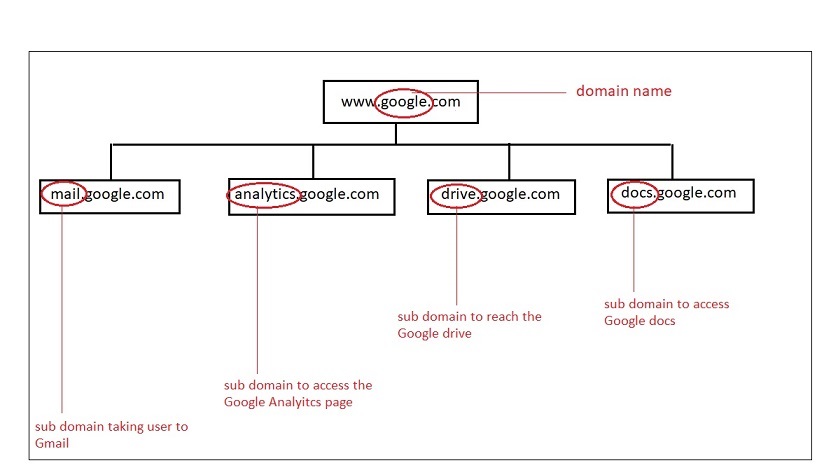 www.google.com
domain name
mail.google.com
analytics.google.com
drive.google.com
docs.google.com
sub domain to access
Google docs
sub domain to reach the
Google drive
sub domain to access the
Google Analyitcs page
sub domain taking user to
Gmail